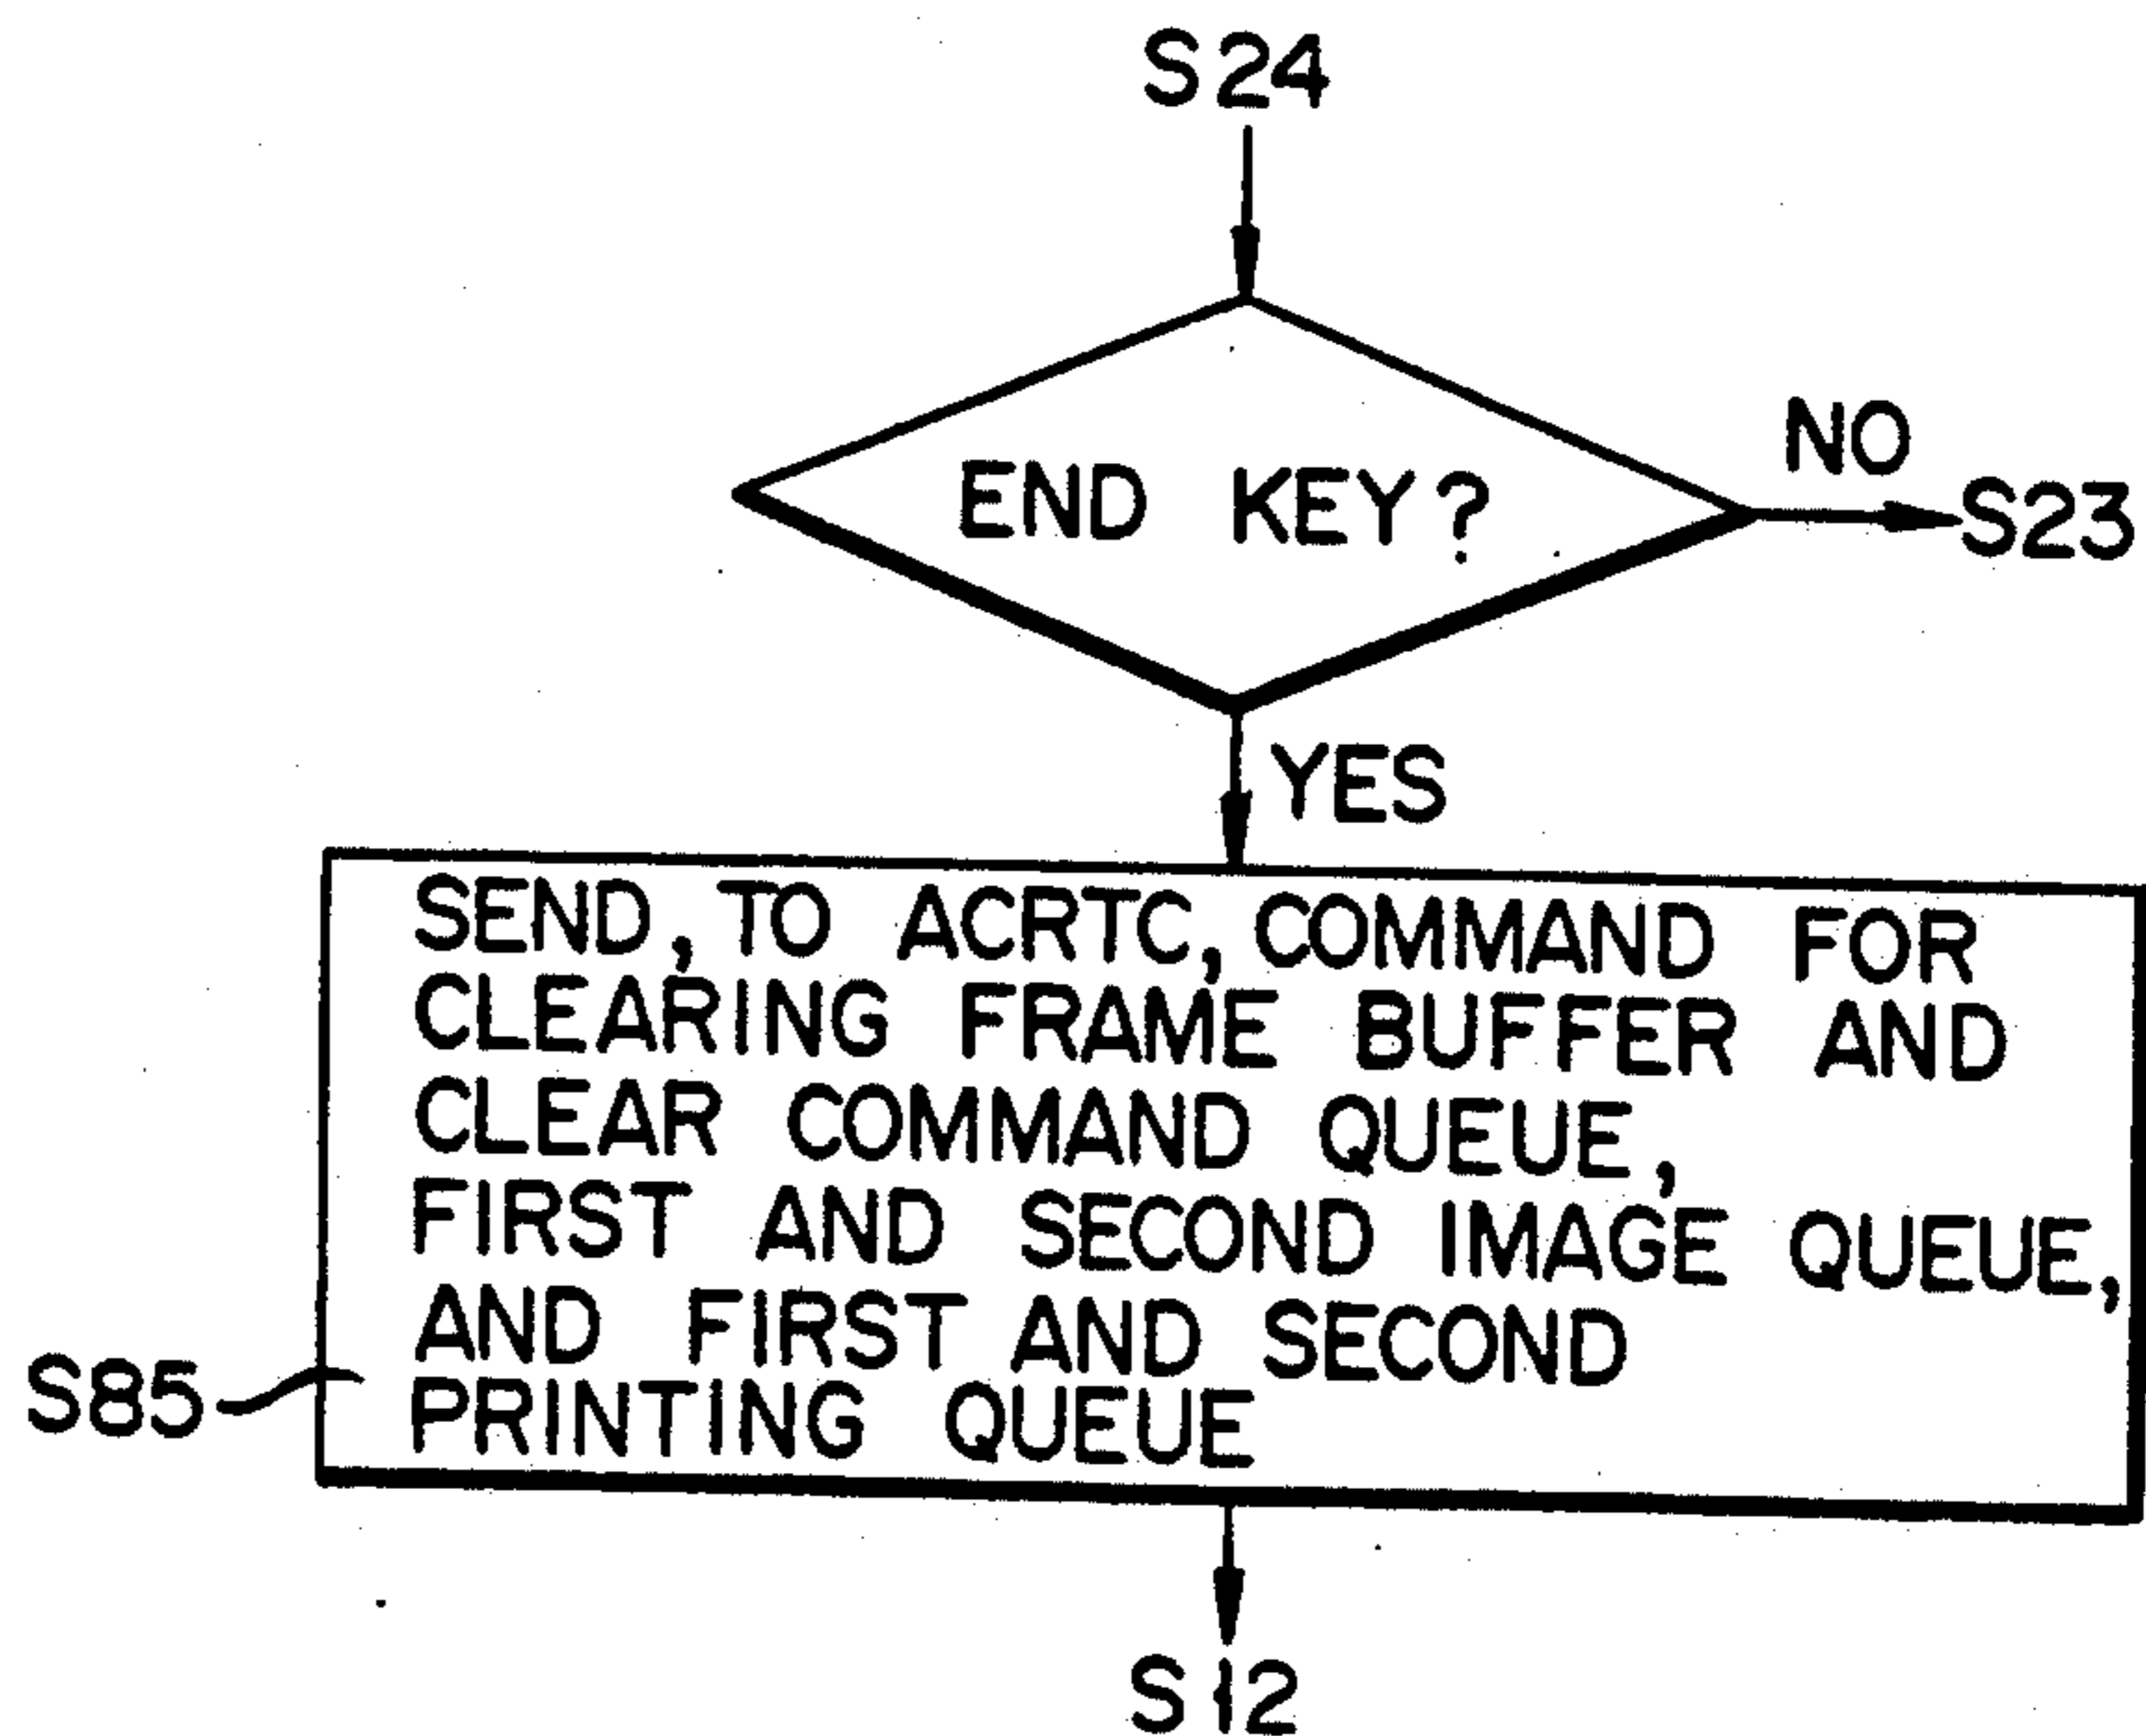 S24
END KEY?
NO
S23
YES
SEND, TO ACRTC, COMMAND FOR
CLEARING FRAME BUFFER AND
CLEAR COMMAND QUEUE,
FIRST AND SECOND IMAGE QUEUE,
AND FIRST AND SECOND
PRINTING QUEUE
S85
S12